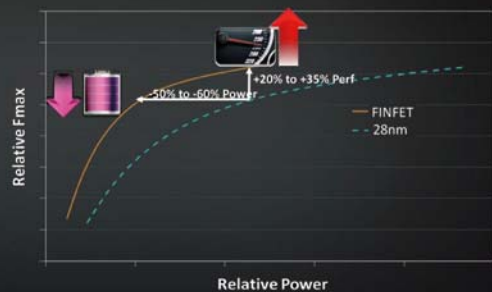 +20% to +35% Perf
-50% to -60% Power
FINFET
28nm
Relative Fmax
Relative Power